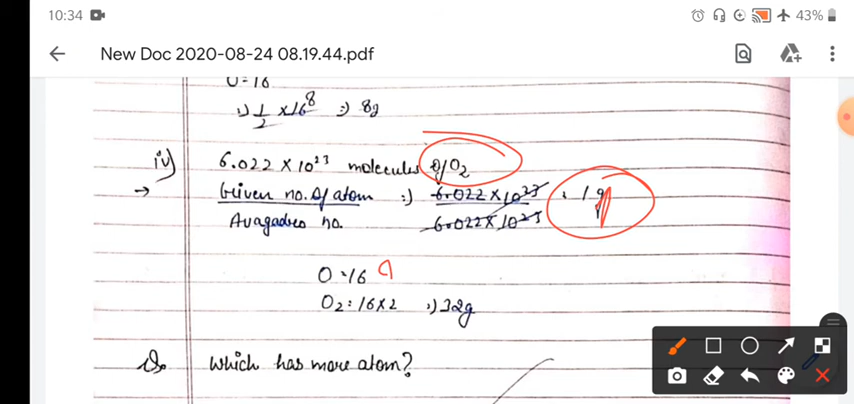 10:34
43%
New Doc 2020-08-24 08.19.44.pdf
O=16
⇒ 1/2 ×16 8 ⇒ 8g
iv) 6.022 × 10²³ molecules of O₂
→ Given no. of atom ⇒ 6.022 × 10²³ . 1g
Avagadro no. 6.022 × 10²³
O = 16
O₂ = 16×2 ⇒ 32g
Which has more atom?